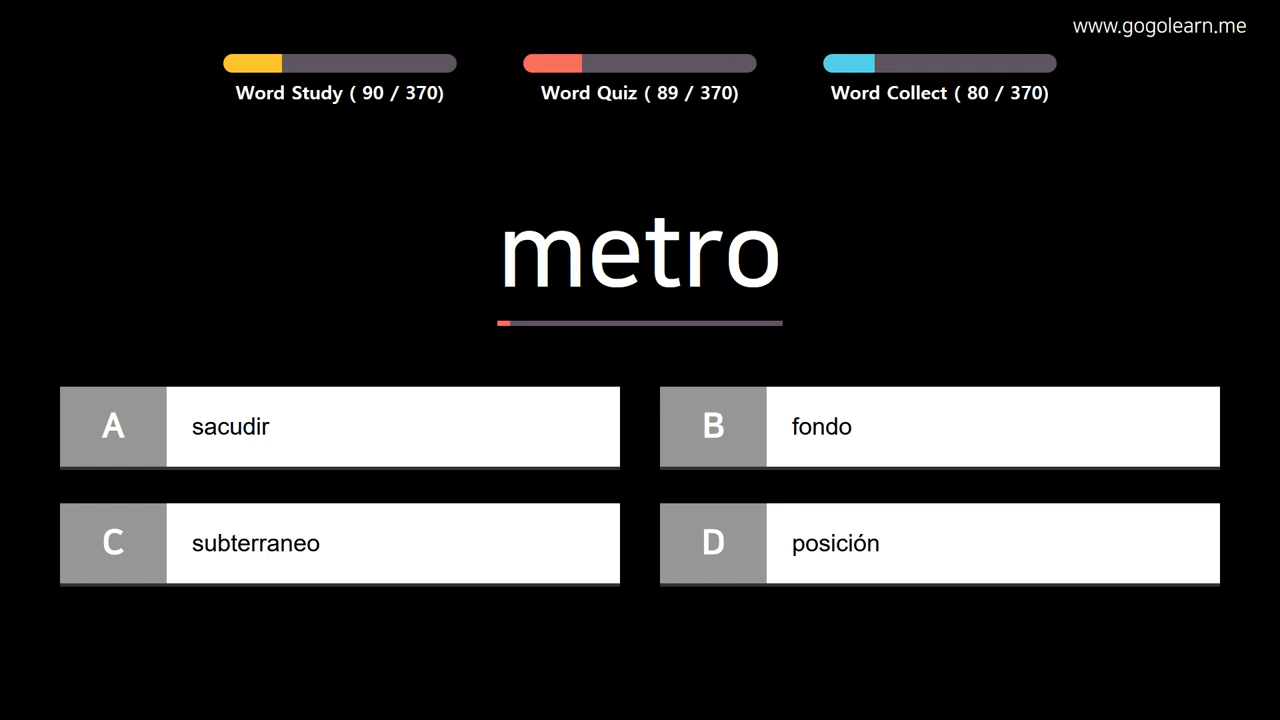 www.gogolearn.me
Word Study ( 90 / 370)
Word Quiz ( 89 / 370)
Word Collect ( 80 / 370)
metro
A sacudir
B fondo
C subterraneo
D posición